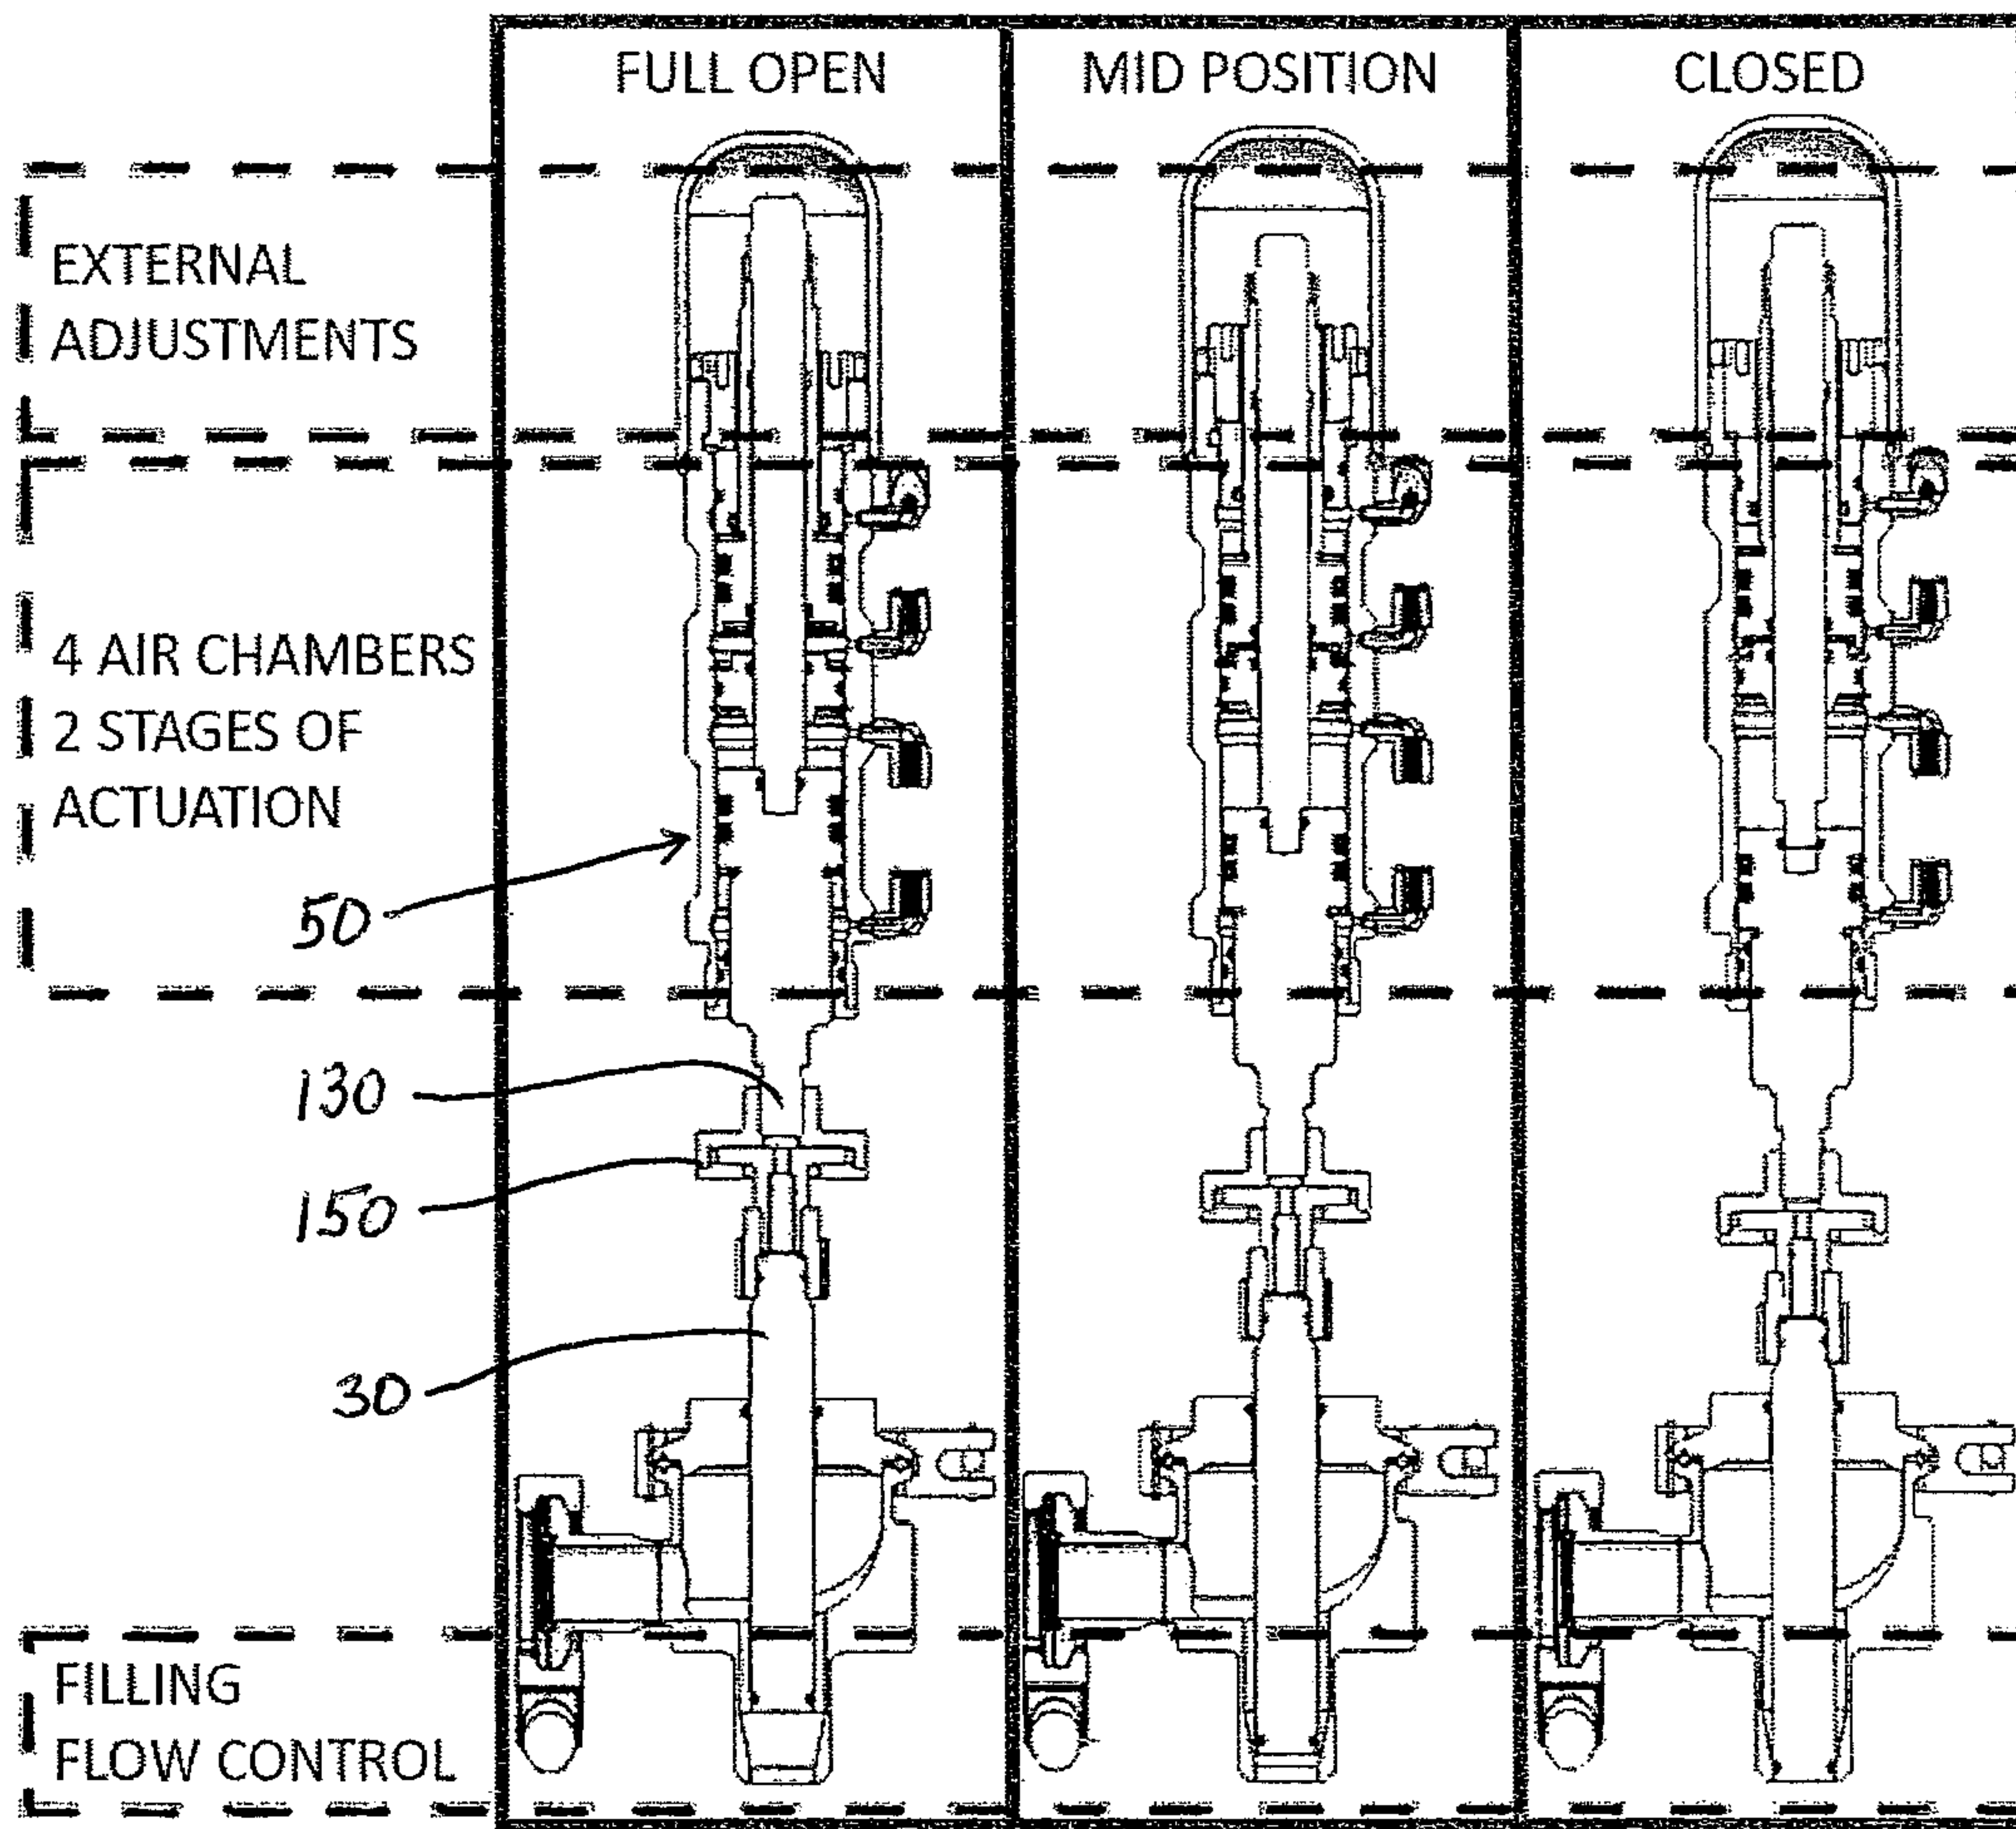 FULL OPEN
MID POSITION
CLOSED
EXTERNAL
ADJUSTMENTS
4 AIR CHAMBERS
2 STAGES OF
ACTUATION
50
130
150
30
FILLING
FLOW CONTROL